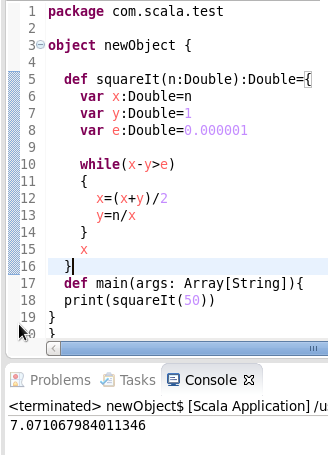 1 package com.scala.test
2
3 object newObject {
4
5 def squareIt(n:Double):Double={
6 var x:Double=n
7 var y:Double=1
8 var e:Double=0.000001
9
10 while(x-y>e)
11 {
12 x=(x+y)/2
13 y=n/x
14 }
15 x
16 }
17 def main(args: Array[String]){
18 print(squareIt(50))
19 }
}
Problems Tasks Console
<terminated> newObject$ [Scala Application] /u
7.071067984011346